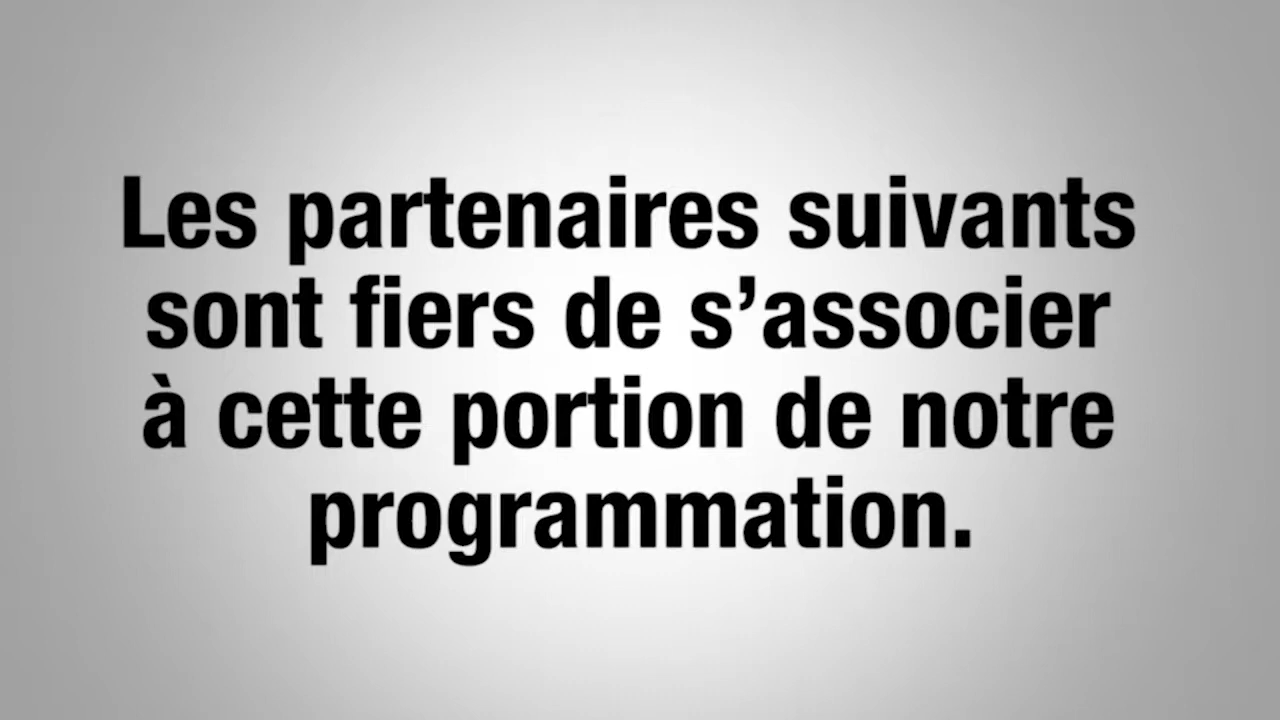 Les partenaires suivants
sont fiers de s’associer
à cette portion de notre
programmation.